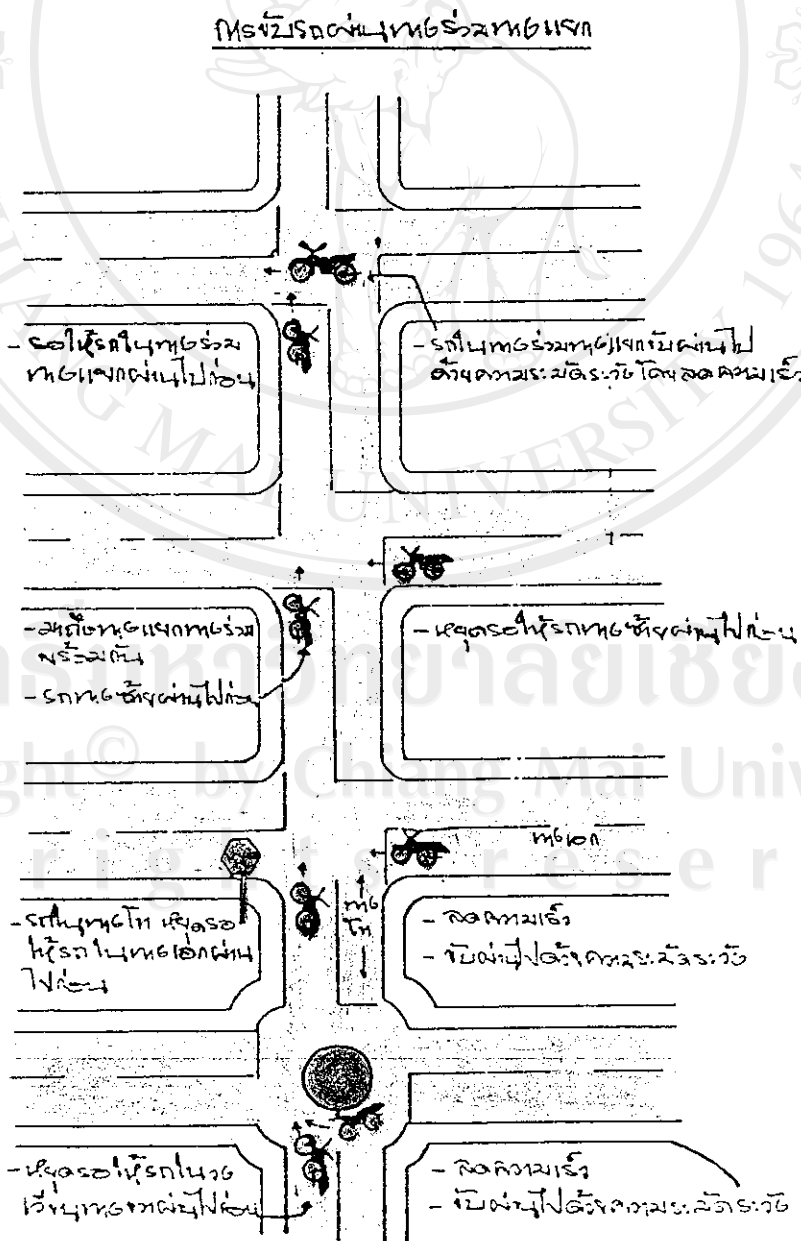 การขับรถผ่านทางร่วมทางแยก
- รอให้รถในทางร่วม
ทางแยกผ่านไปก่อน
- รถในทางร่วมทางแยกขับผ่านไป
ด้วยความระมัดระวัง โดยลดความเร็ว
- มาถึงทางแยกทางร่วม
พร้อมกัน
- รถทางซ้ายผ่านไปก่อน
- หยุดรอให้รถทางซ้ายผ่านไปก่อน
ทางเอก
ทาง
โท
- รถในทางโท หยุดรอ
ให้รถในทางเอกผ่าน
ไปก่อน
- ลดความเร็ว
- ขับผ่านไปด้วยความระมัดระวัง
- หยุดรอให้รถในวง
เวียนทางขวาผ่านไปก่อน
- ลดความเร็ว
- ขับผ่านไปด้วยความระมัดระวัง
CHIANG MAI UNIVERSITY 1964
by Chiang Mai Univ